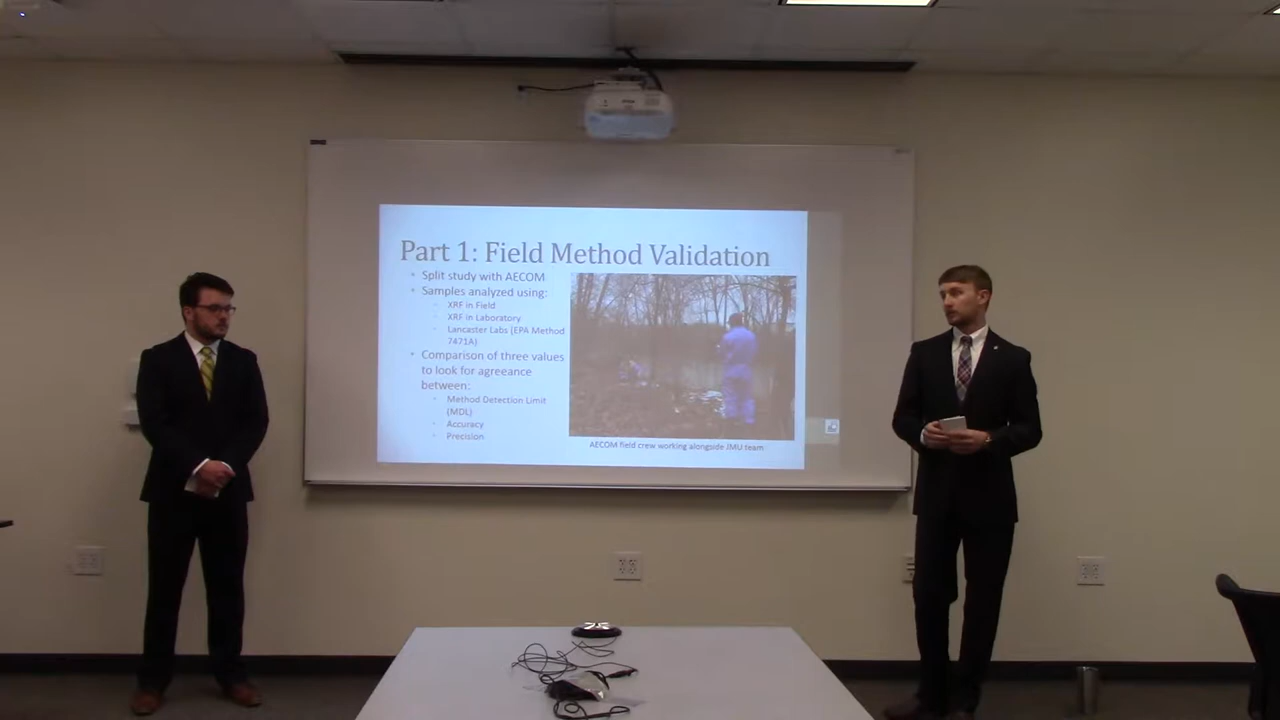 Part 1: Field Method Validation
Split study with AECOM
Samples analyzed using:
XRF in Field
XRF in Laboratory
Lancaster Labs (EPA Method
7471A)
Comparison of three values
to look for agreeance
between:
Method Detection Limit
(MDL)
Accuracy
Precision
AECOM field crew working alongside JMU team